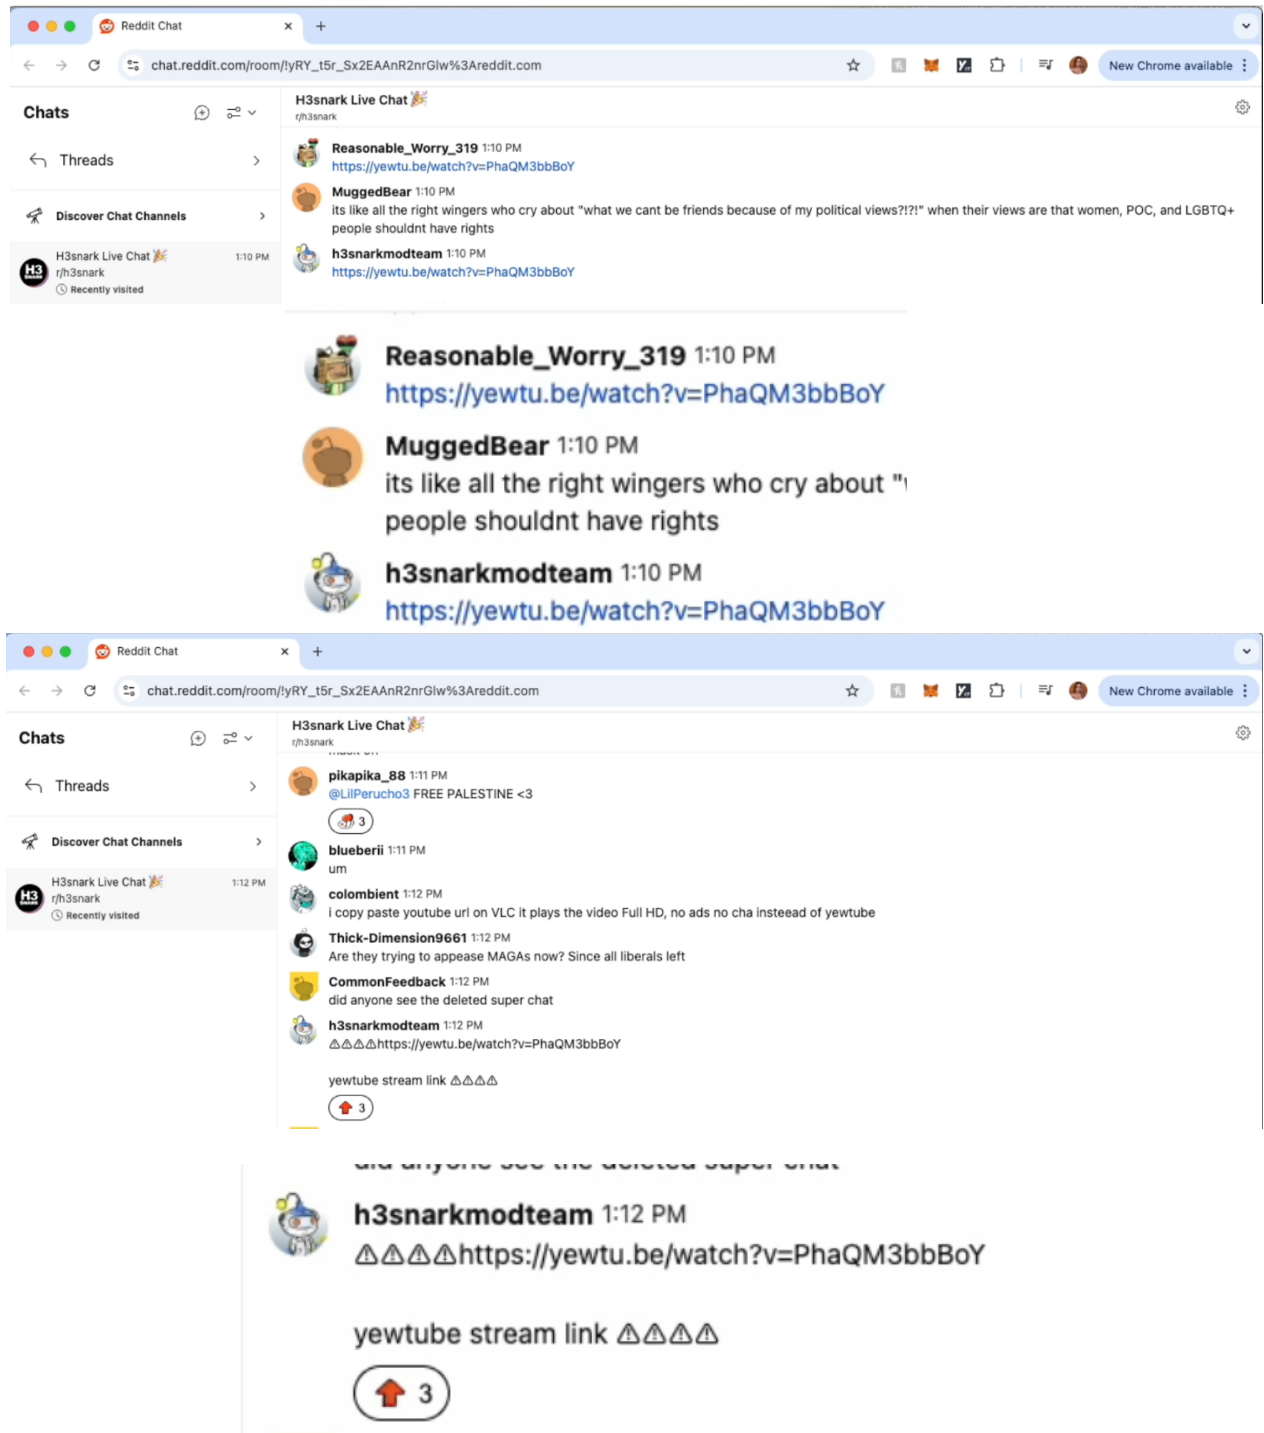 Reddit Chat
chat.reddit.com/room/!yRY_t5r_Sx2EAAnR2nrGlw%3Areddit.com
New Chrome available
Chats
Threads
Discover Chat Channels
H3snark Live Chat 🎉 1:10 PM
r/h3snark
Recently visited
H3snark Live Chat 🎉
r/h3snark
Reasonable_Worry_319 1:10 PM
https://yewtu.be/watch?v=PhaQM3bbBoY
MuggedBear 1:10 PM
its like all the right wingers who cry about "what we cant be friends because of my political views?!?!" when their views are that women, POC, and LGBTQ+
people shouldnt have rights
h3snarkmodteam 1:10 PM
https://yewtu.be/watch?v=PhaQM3bbBoY
Reasonable_Worry_319 1:10 PM
https://yewtu.be/watch?v=PhaQM3bbBoY
MuggedBear 1:10 PM
its like all the right wingers who cry about "
people shouldnt have rights
h3snarkmodteam 1:10 PM
https://yewtu.be/watch?v=PhaQM3bbBoY
Reddit Chat
chat.reddit.com/room/!yRY_t5r_Sx2EAAnR2nrGlw%3Areddit.com
New Chrome available
Chats
Threads
Discover Chat Channels
H3snark Live Chat 🎉 1:12 PM
r/h3snark
Recently visited
H3snark Live Chat 🎉
r/h3snark
pikapika_88 1:11 PM
@LilPerucho3 FREE PALESTINE <3
3
blueberii 1:11 PM
um
colombient 1:12 PM
i copy paste youtube url on VLC it plays the video Full HD, no ads no cha insteead of yewtube
Thick-Dimension9661 1:12 PM
Are they trying to appease MAGAs now? Since all liberals left
CommonFeedback 1:12 PM
did anyone see the deleted super chat
h3snarkmodteam 1:12 PM
⚠⚠⚠⚠https://yewtu.be/watch?v=PhaQM3bbBoY
yewtube stream link ⚠⚠⚠⚠
3
did anyone see the deleted super chat
h3snarkmodteam 1:12 PM
⚠⚠⚠⚠https://yewtu.be/watch?v=PhaQM3bbBoY
yewtube stream link ⚠⚠⚠⚠
3